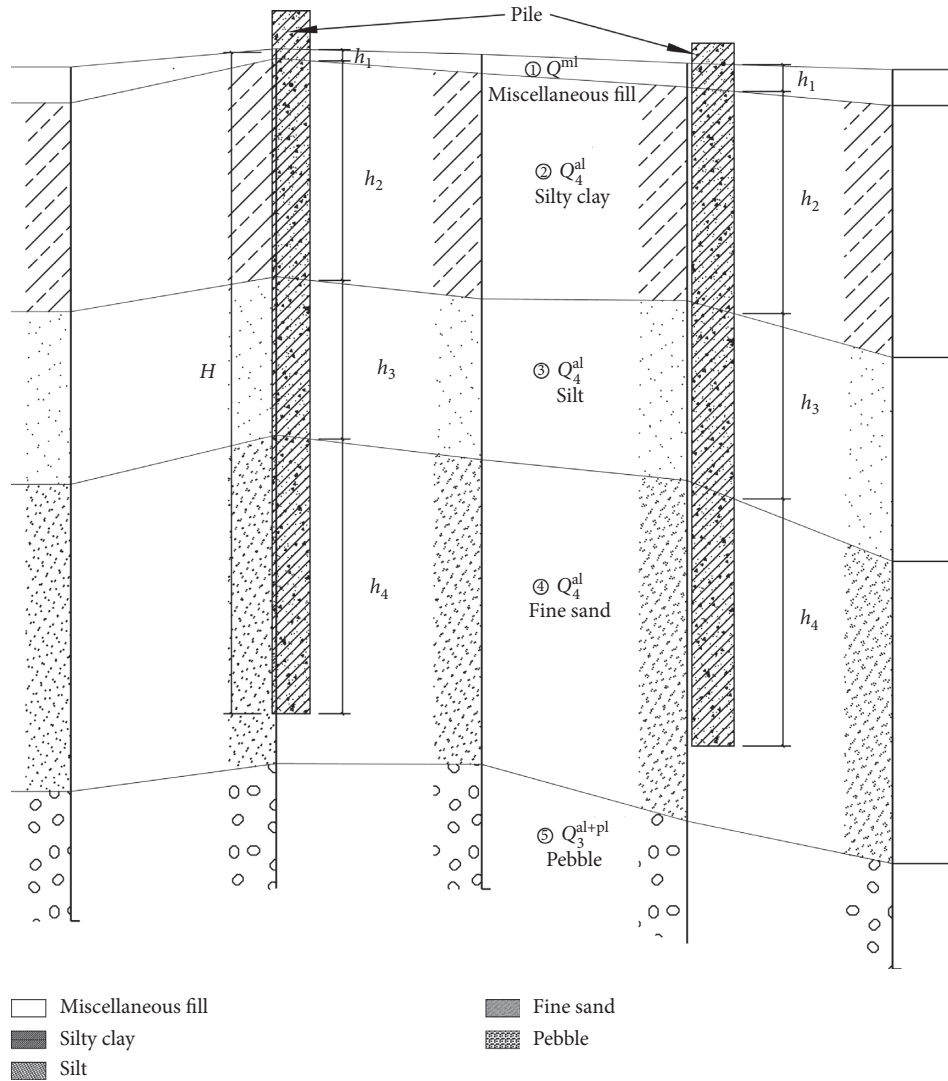 Pile
h₁
① Qᵐˡ
Miscellaneous fill
h₁
h₂
② Q₄ᵃˡ
Silty clay
h₂
H
h₃
③ Q₄ᵃˡ
Silt
h₃
h₄
④ Q₄ᵃˡ
Fine sand
h₄
⑤ Q₃ᵃˡ⁺ᵖˡ
Pebble
Miscellaneous fill
Silty clay
Silt
Fine sand
Pebble